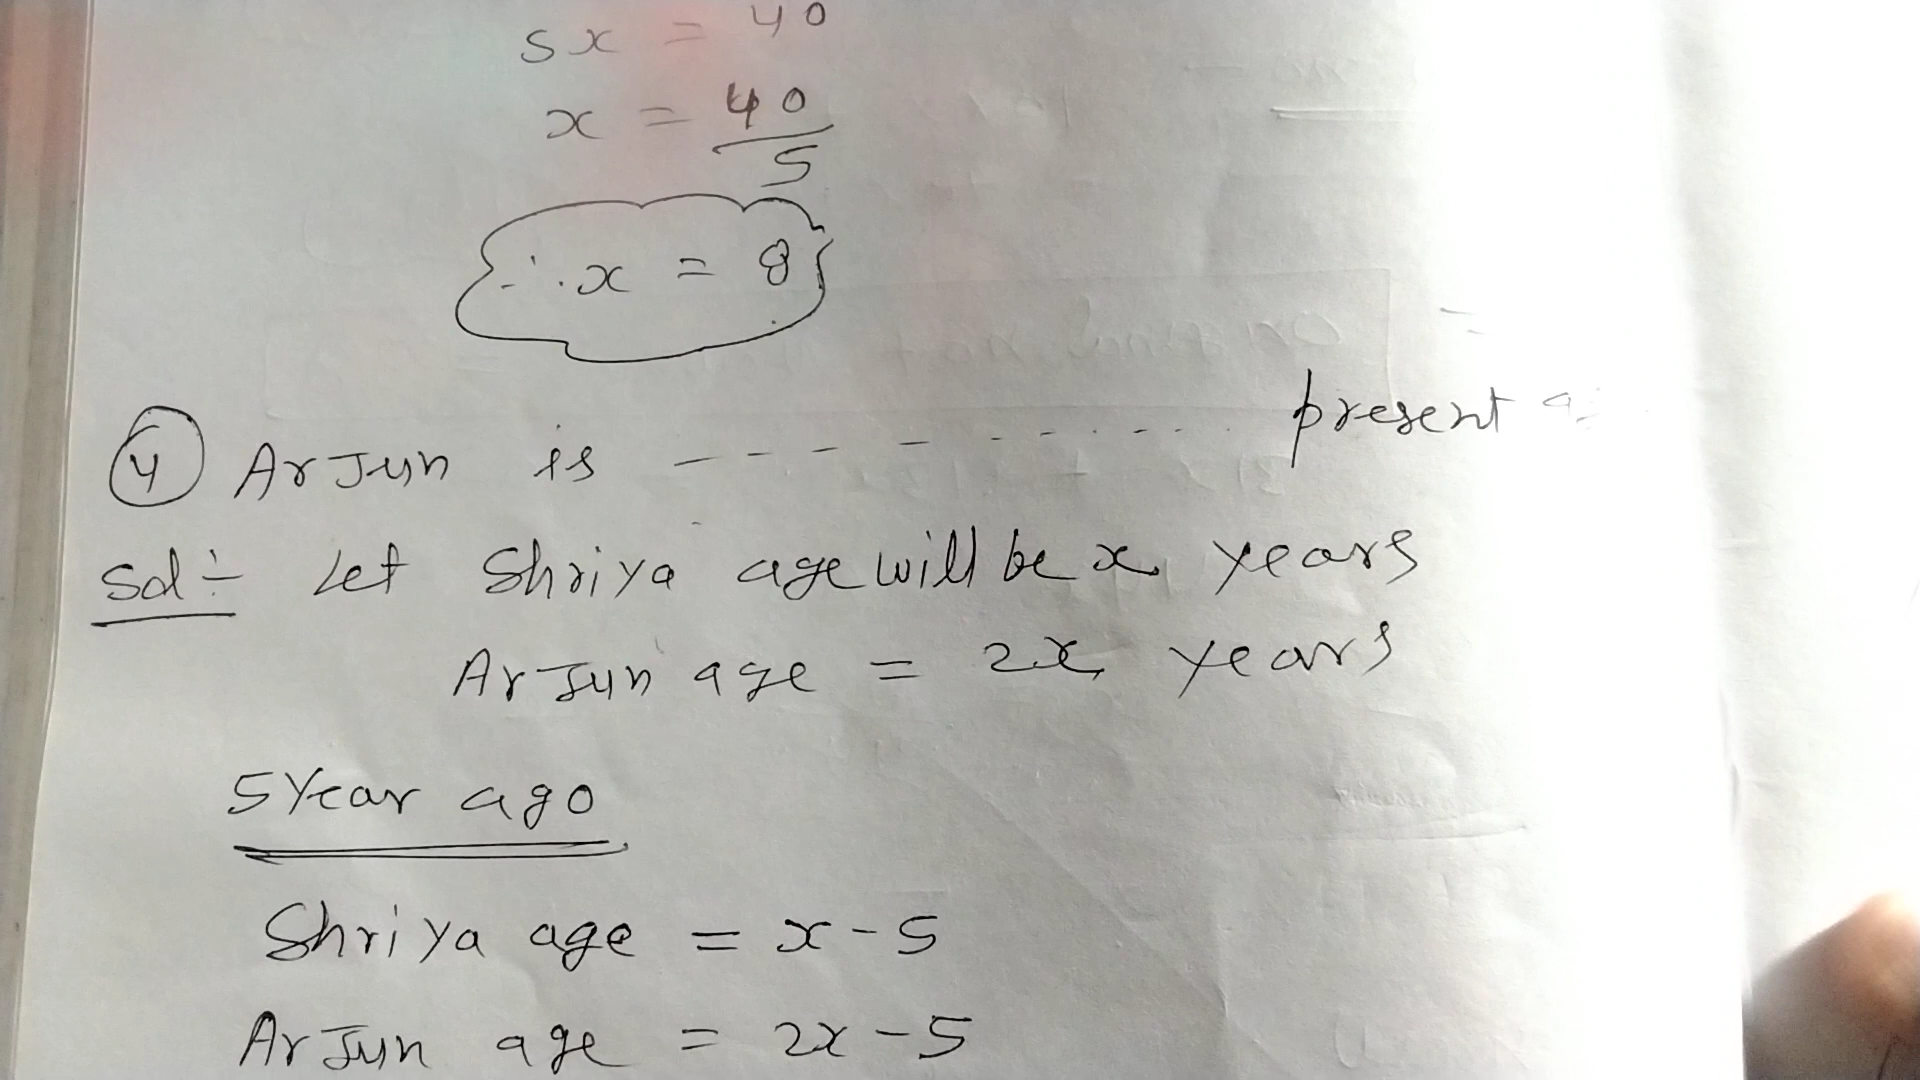 5x = 40
x = 40/5
∴ x = 8
4 Arjun is - - - - - - - - - - present
Sol:- Let Shriya age will be x years
Arjun age = 2x years
5 Year ago
Shriya age = x-5
Arjun age = 2x-5